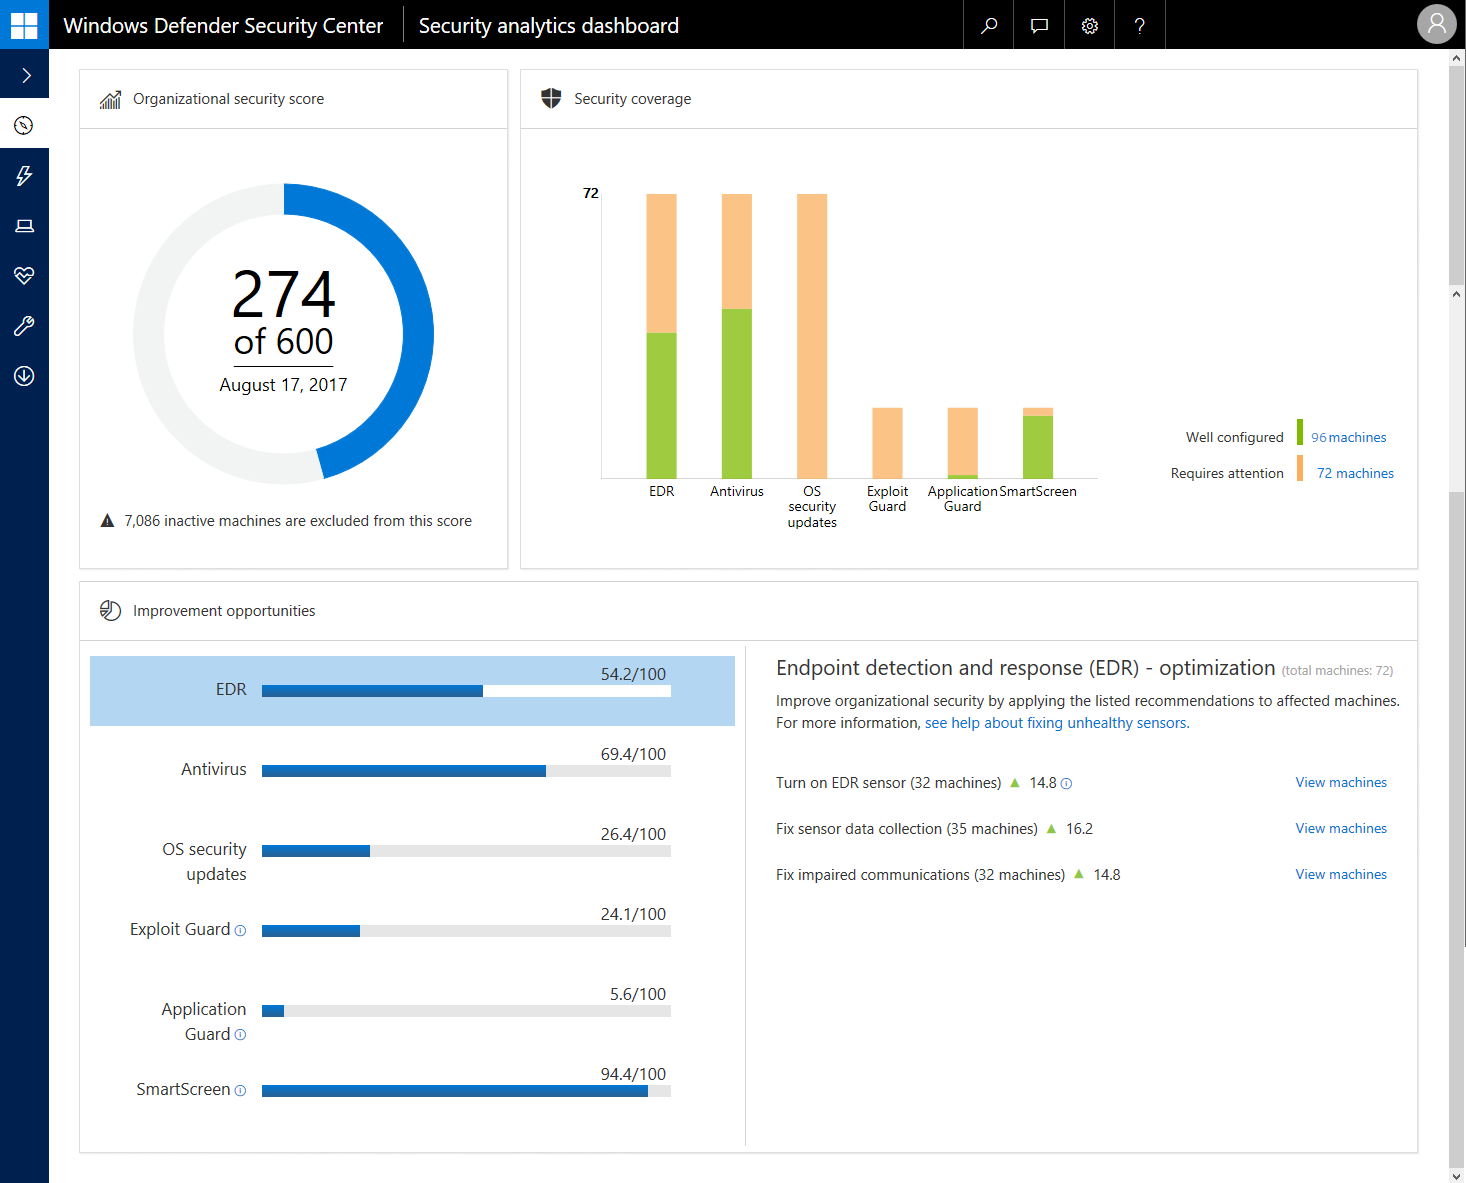 Windows Defender Security Center
Security analytics dashboard
?
Organizational security score
274
of 600
August 17, 2017
7,086 inactive machines are excluded from this score
Security coverage
72
EDR
Antivirus
OS
security
updates
Exploit
Guard
Application
Guard
SmartScreen
Well configured
96 machines
Requires attention
72 machines
Improvement opportunities
EDR
54.2/100
Antivirus
69.4/100
OS security
updates
26.4/100
Exploit Guard
24.1/100
Application
Guard
5.6/100
SmartScreen
94.4/100
Endpoint detection and response (EDR) - optimization (total machines: 72)
Improve organizational security by applying the listed recommendations to affected machines.
For more information, see help about fixing unhealthy sensors.
Turn on EDR sensor (32 machines) ▲ 14.8 View machines
Fix sensor data collection (35 machines) ▲ 16.2 View machines
Fix impaired communications (32 machines) ▲ 14.8 View machines